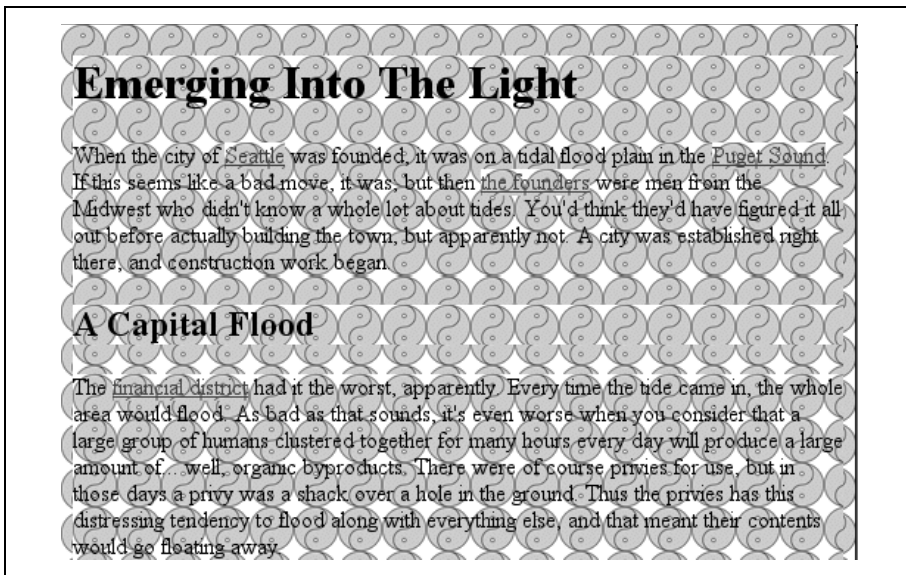 Emerging Into The Light
When the city of Seattle was founded, it was on a tidal flood plain in the Puget Sound.
If this seems like a bad move, it was; but then the founders were men from the
Midwest who didn't know a whole lot about tides. You'd think they'd have figured it all
out before actually building the town, but apparently not. A city was established right
there, and construction work began.
A Capital Flood
The financial district had it the worst, apparently. Every time the tide came in, the whole
area would flood. As bad as that sounds, it's even worse when you consider that a
large group of humans clustered together for many hours every day will produce a large
amount of... well, organic byproducts. There were of course privies for use, but in
those days a privy was a shack over a hole in the ground. Thus the privies has this
distressing tendency to flood along with everything else, and that meant their contents
would go floating away.